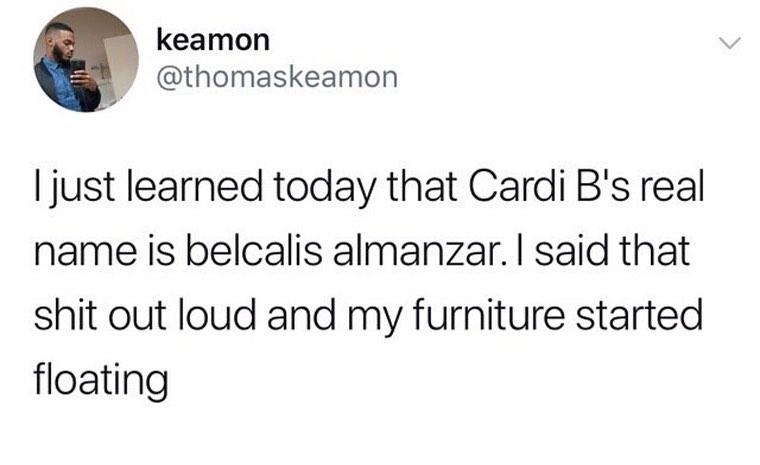 keamon
@thomaskeamon
I just learned today that Cardi B's real
name is belcalis almanzar. I said that
shit out loud and my furniture started
floating